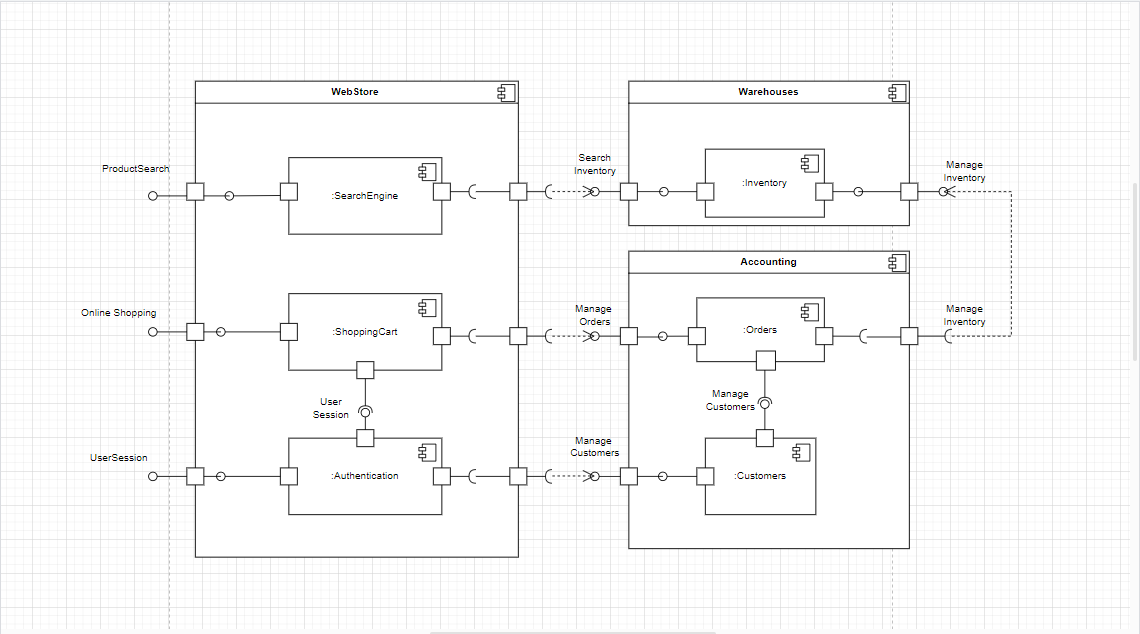 WebStore
Warehouses
ProductSearch
:SearchEngine
Search
Inventory
:Inventory
Manage
Inventory
Accounting
Online Shopping
:ShoppingCart
Manage
Orders
:Orders
Manage
Inventory
User
Session
Manage
Customers
UserSession
:Authentication
Manage
Customers
:Customers